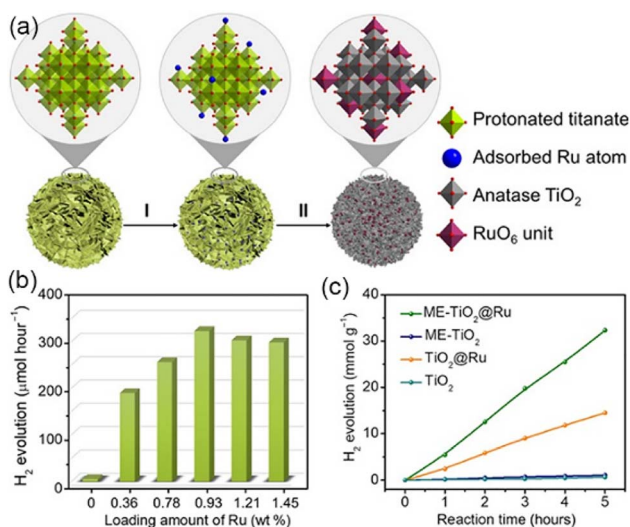 (a)
I
II
Protonated titanate
Adsorbed Ru atom
Anatase TiO2
RuO6 unit
(b)
H2 evolution (μmol hour−1)
400
300
200
100
0
0 0.36 0.78 0.93 1.21 1.45
Loading amount of Ru (wt %)
(c)
H2 evolution (mmol g−1)
40
30
20
10
0
ME-TiO2@Ru
ME-TiO2
TiO2@Ru
TiO2
0 1 2 3 4 5
Reaction time (hours)